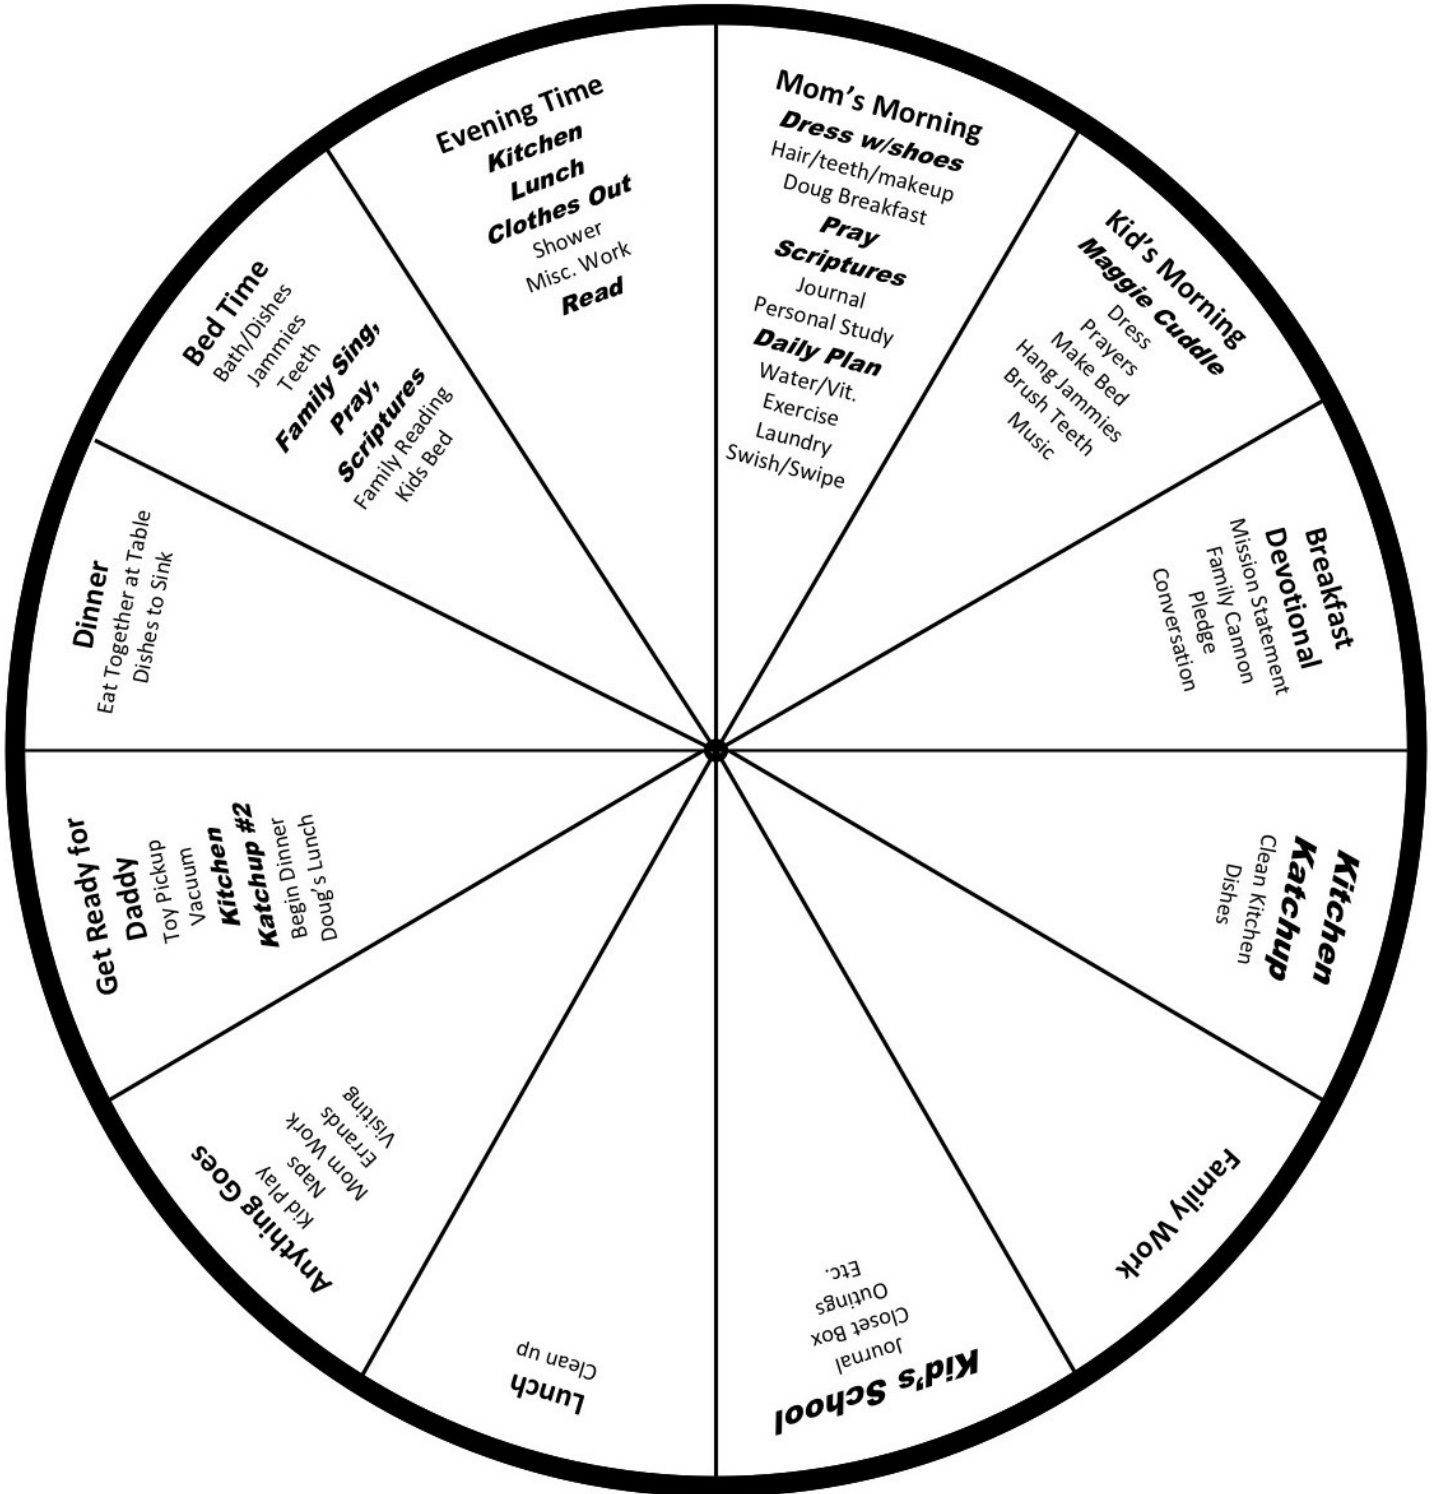 Mom's Morning
Dress w/shoes
Hair/teeth/makeup
Doug Breakfast
Pray
Scriptures
Journal
Personal Study
Daily Plan
Water/Vit.
Exercise
Laundry
Swish/Swipe
Kid's Morning
Maggie Cuddle
Dress
Prayers
Make Bed
Hang Jammies
Brush Teeth
Music
Breakfast
Devotional
Mission Statement
Family Cannon
Pledge
Conversation
Kitchen
Katchup
Clean Kitchen
Dishes
Family Work
Kid's School
Journal
Closet Box
Outings
Etc.
Lunch
Clean up
Anything Goes
Kid Play
Naps
Mom Work
Errands
Visiting
Get Ready for
Daddy
Toy Pickup
Vacuum
Kitchen
Katchup #2
Begin Dinner
Doug's Lunch
Dinner
Eat Together at Table
Dishes to Sink
Bed Time
Bath/Dishes
Jammies
Teeth
Family Sing,
Pray,
Scriptures
Family Reading
Kids Bed
Evening Time
Kitchen
Lunch
Clothes Out
Shower
Misc. Work
Read